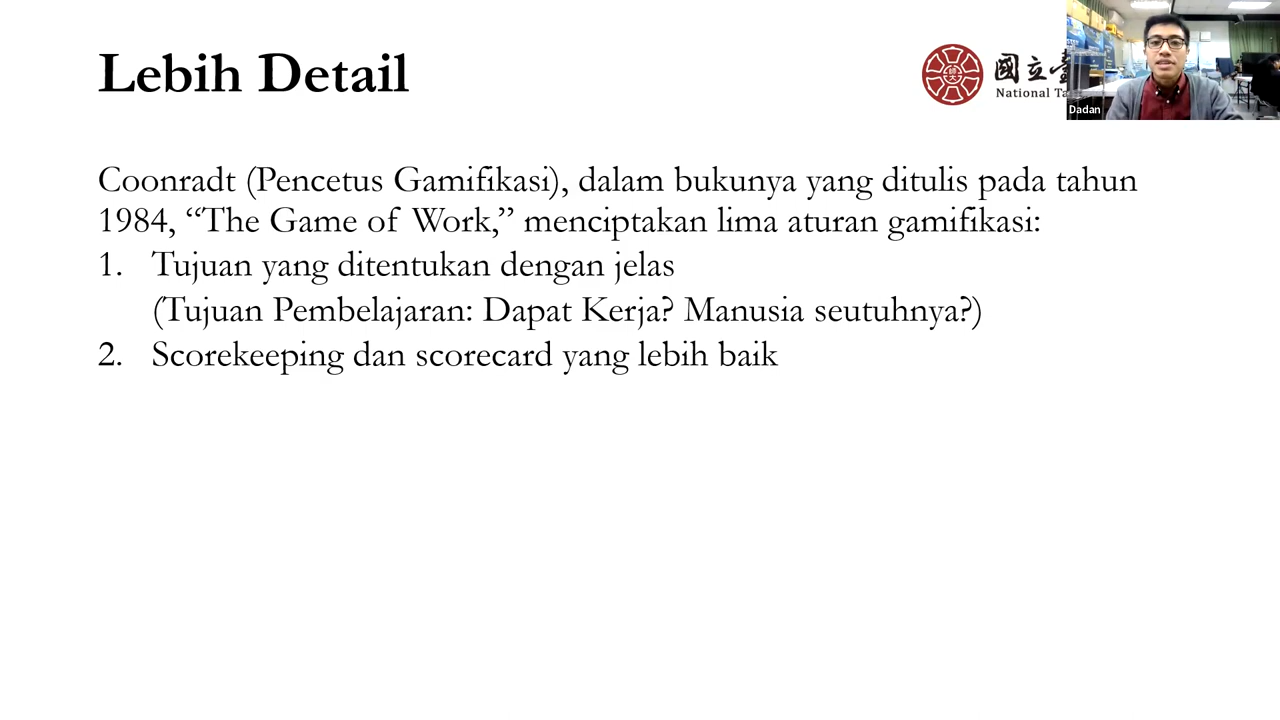 Lebih Detail
國立臺
National Ta
Dadan
Coonradt (Pencetus Gamifikasi), dalam bukunya yang ditulis pada tahun
1984, “The Game of Work,” menciptakan lima aturan gamifikasi:
1. Tujuan yang ditentukan dengan jelas
(Tujuan Pembelajaran: Dapat Kerja? Manusia seutuhnya?)
2. Scorekeeping dan scorecard yang lebih baik